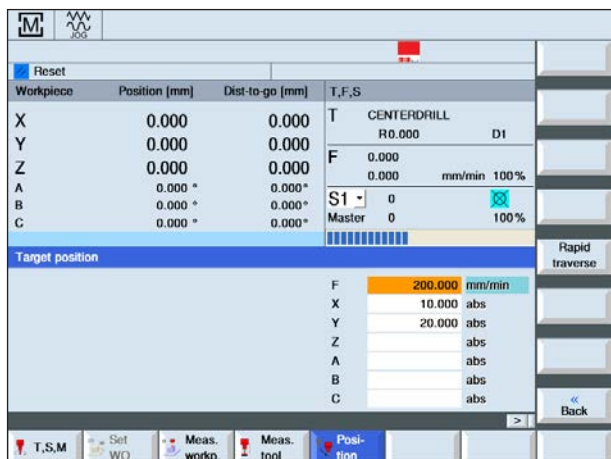 M
JOG
Reset
Workpiece Position [mm] Dist-to-go [mm] T,F,S
X 0.000 0.000
Y 0.000 0.000
Z 0.000 0.000
A 0.000 ° 0.000°
B 0.000 ° 0.000°
C 0.000 ° 0.000°
T CENTERDRILL
R0.000 D1
F 0.000
0.000 mm/min 100%
S1 0
Master 0 100%
Target position
F 200.000 mm/min
X 10.000 abs
Y 20.000 abs
Z abs
A abs
B abs
C abs
Rapid
traverse
«
Back
>
T,S,M
Set
WO
Meas.
workp.
Meas.
tool
Posi-
tion